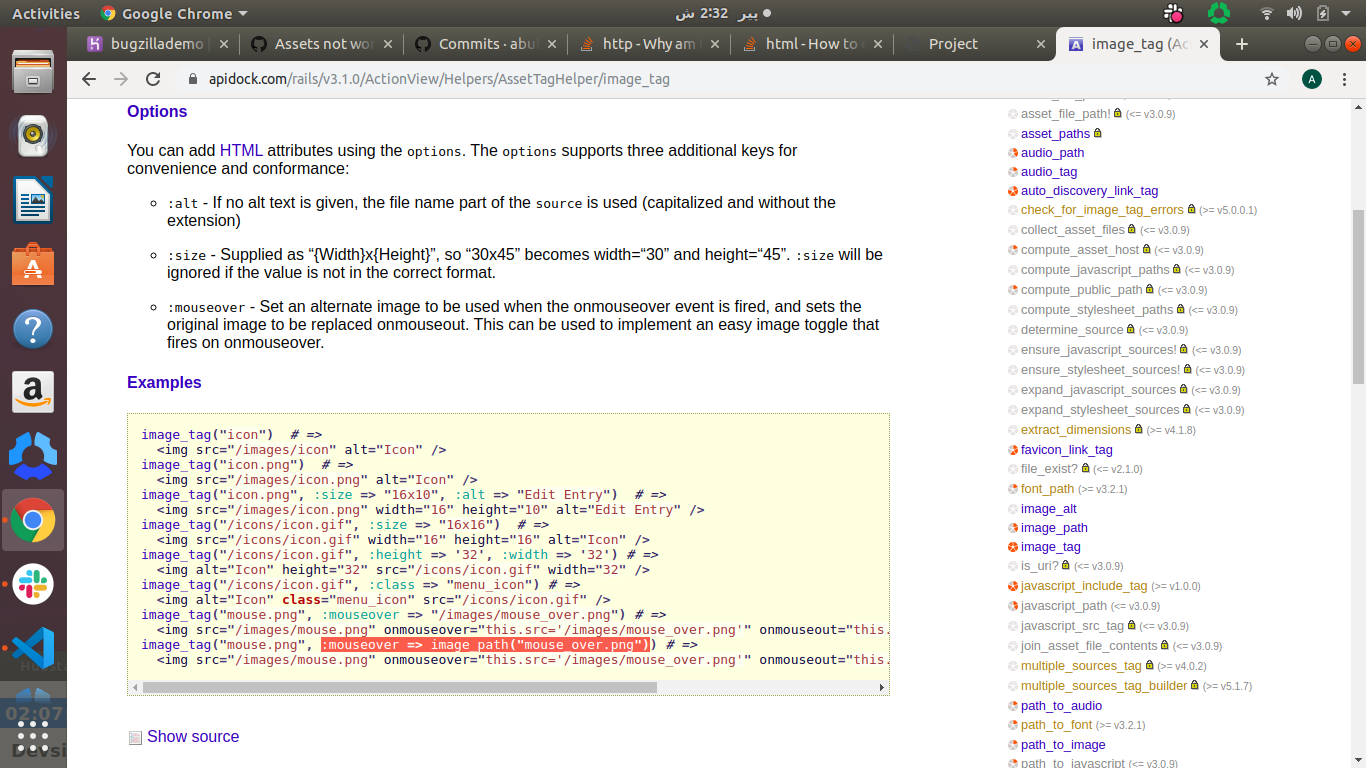 Activities
Google Chrome
پیر 2:32 ش
bugzillademo
Assets not wo
Commits · abu
http - Why am
html - How to
Project
image_tag (Ac
apidock.com/rails/v3.1.0/ActionView/Helpers/AssetTagHelper/image_tag
A
Options
You can add HTML attributes using the options. The options supports three additional keys for
convenience and conformance:
:alt - If no alt text is given, the file name part of the source is used (capitalized and without the
extension)
:size - Supplied as “{Width}x{Height}”, so “30x45” becomes width=“30” and height=“45”. :size will be
ignored if the value is not in the correct format.
:mouseover - Set an alternate image to be used when the onmouseover event is fired, and sets the
original image to be replaced onmouseout. This can be used to implement an easy image toggle that
fires on onmouseover.
Examples
image_tag("icon")  # =>
<img src="/images/icon" alt="Icon" />
image_tag("icon.png")  # =>
<img src="/images/icon.png" alt="Icon" />
image_tag("icon.png", :size => "16x10", :alt => "Edit Entry")  # =>
<img src="/images/icon.png" width="16" height="10" alt="Edit Entry" />
image_tag("/icons/icon.gif", :size => "16x16")  # =>
<img src="/icons/icon.gif" width="16" height="16" alt="Icon" />
image_tag("/icons/icon.gif", :height => '32', :width => '32') # =>
<img alt="Icon" height="32" src="/icons/icon.gif" width="32" />
image_tag("/icons/icon.gif", :class => "menu_icon") # =>
<img alt="Icon" class="menu_icon" src="/icons/icon.gif" />
image_tag("mouse.png", :mouseover => "/images/mouse_over.png") # =>
<img src="/images/mouse.png" onmouseover="this.src='/images/mouse_over.png'" onmouseout="this.
image_tag("mouse.png", :mouseover => image_path("mouse_over.png")) # =>
<img src="/images/mouse.png" onmouseover="this.src='/images/mouse_over.png'" onmouseout="this.
Show source
asset_file_path! (<= v3.0.9)
asset_paths
audio_path
audio_tag
auto_discovery_link_tag
check_for_image_tag_errors (>= v5.0.0.1)
collect_asset_files (<= v3.0.9)
compute_asset_host (<= v3.0.9)
compute_javascript_paths (<= v3.0.9)
compute_public_path (<= v3.0.9)
compute_stylesheet_paths (<= v3.0.9)
determine_source (<= v3.0.9)
ensure_javascript_sources! (<= v3.0.9)
ensure_stylesheet_sources! (<= v3.0.9)
expand_javascript_sources (<= v3.0.9)
expand_stylesheet_sources (<= v3.0.9)
extract_dimensions (>= v4.1.8)
favicon_link_tag
file_exist? (<= v2.1.0)
font_path (>= v3.2.1)
image_alt
image_path
image_tag
is_uri? (<= v3.0.9)
javascript_include_tag (>= v1.0.0)
javascript_path (<= v3.0.9)
javascript_src_tag (<= v3.0.9)
join_asset_file_contents (<= v3.0.9)
multiple_sources_tag (>= v4.0.2)
multiple_sources_tag_builder (>= v5.1.7)
path_to_audio
path_to_font (>= v3.2.1)
path_to_image
path_to_javascript (<= v3.0.9)
02:07
Devsi